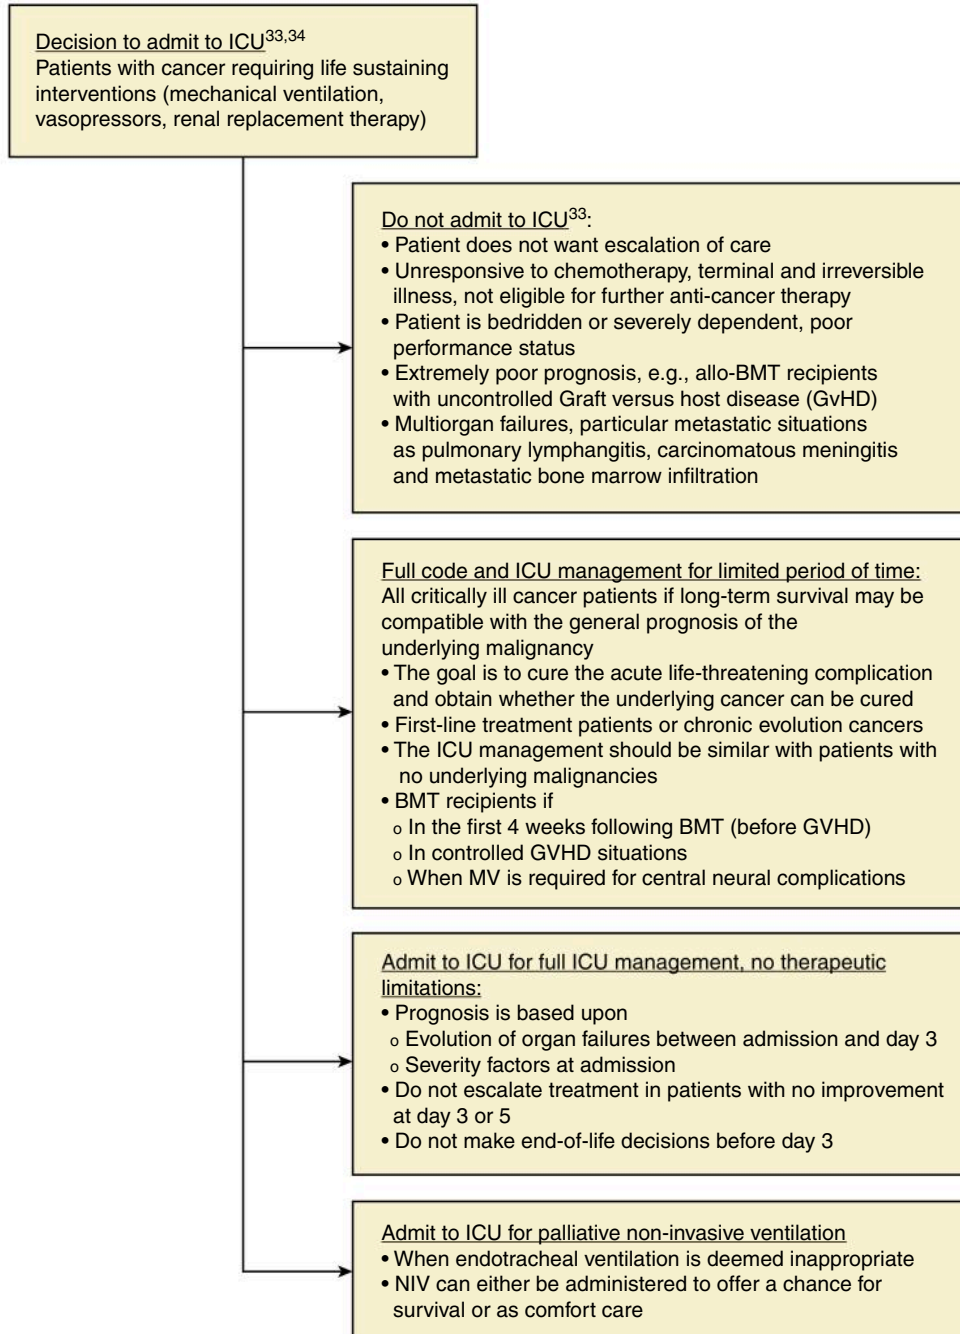 Decision to admit to ICU33,34
Patients with cancer requiring life sustaining
interventions (mechanical ventilation,
vasopressors, renal replacement therapy)
Do not admit to ICU33:
• Patient does not want escalation of care
• Unresponsive to chemotherapy, terminal and irreversible
illness, not eligible for further anti-cancer therapy
• Patient is bedridden or severely dependent, poor
performance status
• Extremely poor prognosis, e.g., allo-BMT recipients
with uncontrolled Graft versus host disease (GvHD)
• Multiorgan failures, particular metastatic situations
as pulmonary lymphangitis, carcinomatous meningitis
and metastatic bone marrow infiltration
Full code and ICU management for limited period of time:
All critically ill cancer patients if long-term survival may be
compatible with the general prognosis of the
underlying malignancy
• The goal is to cure the acute life-threatening complication
and obtain whether the underlying cancer can be cured
• First-line treatment patients or chronic evolution cancers
• The ICU management should be similar with patients with
no underlying malignancies
• BMT recipients if
o In the first 4 weeks following BMT (before GVHD)
o In controlled GVHD situations
o When MV is required for central neural complications
Admit to ICU for full ICU management, no therapeutic
limitations:
• Prognosis is based upon
o Evolution of organ failures between admission and day 3
o Severity factors at admission
• Do not escalate treatment in patients with no improvement
at day 3 or 5
• Do not make end-of-life decisions before day 3
Admit to ICU for palliative non-invasive ventilation
• When endotracheal ventilation is deemed inappropriate
• NIV can either be administered to offer a chance for
survival or as comfort care